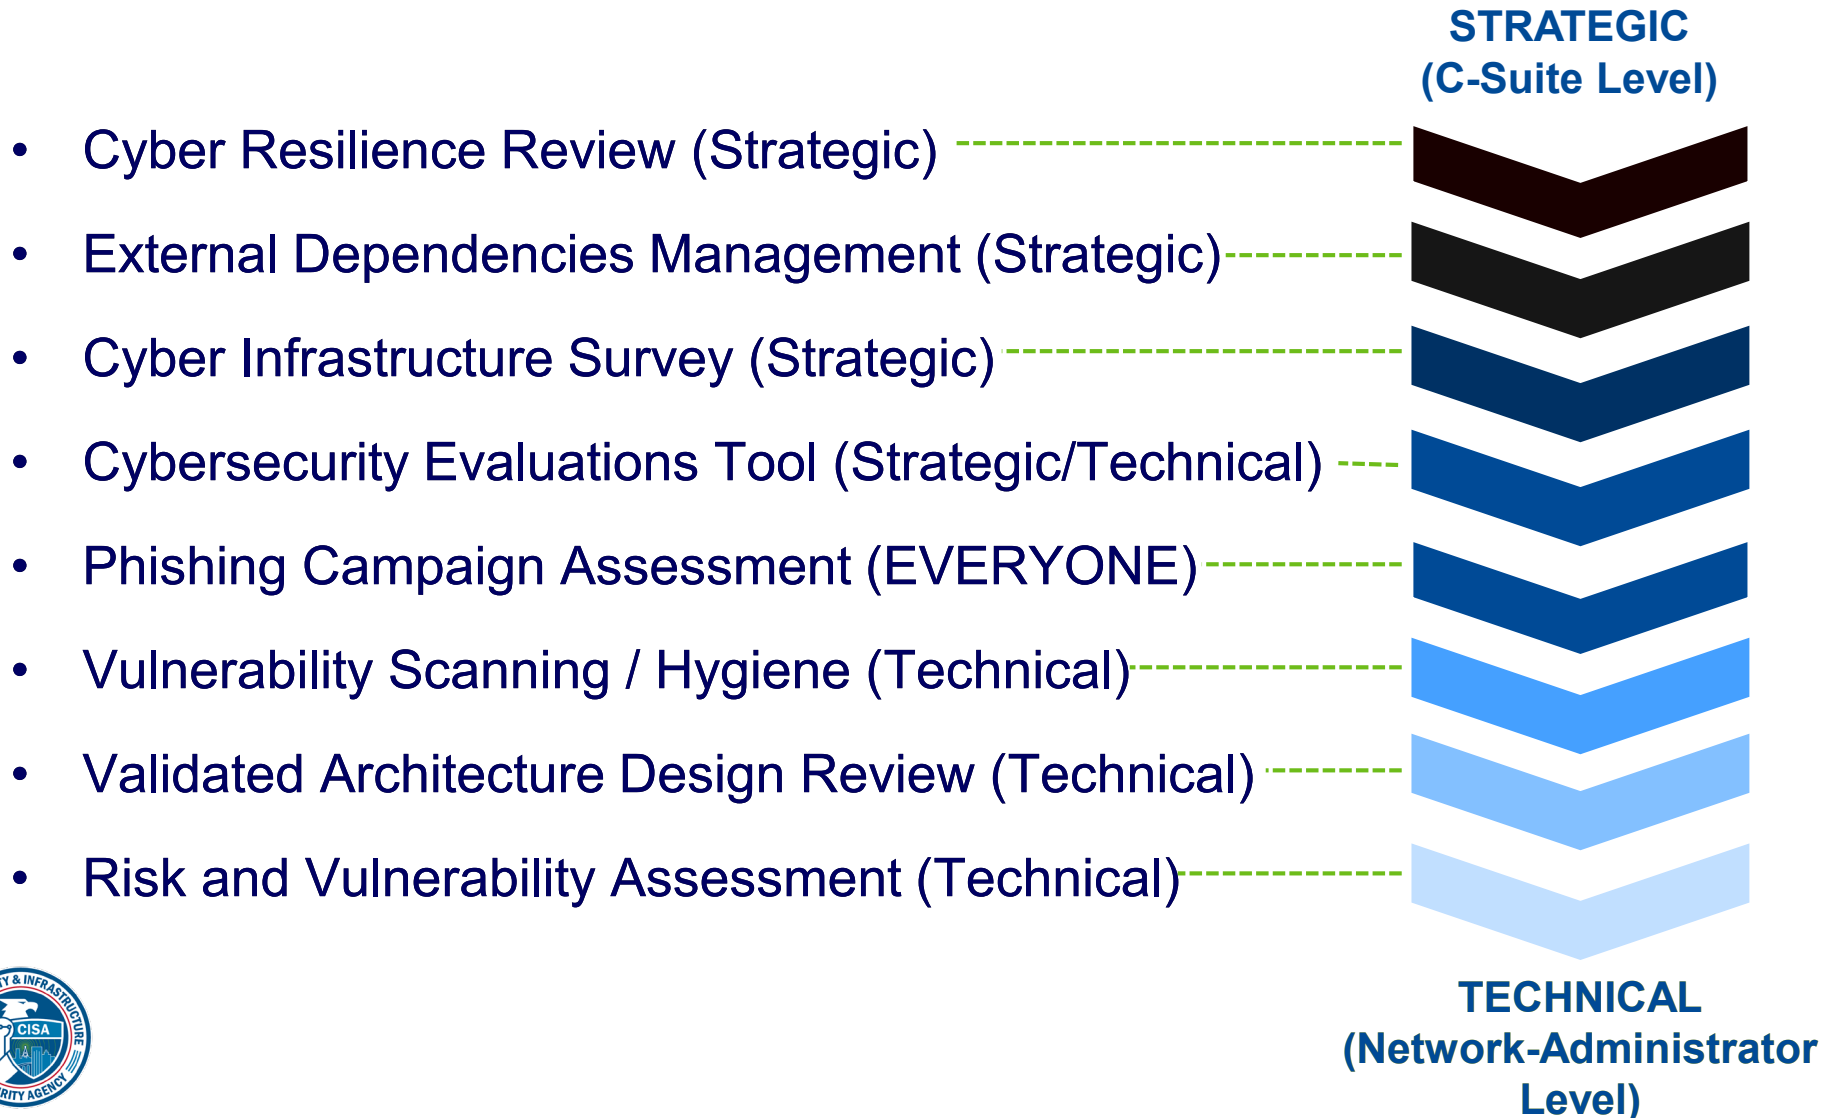 STRATEGIC
(C-Suite Level)
• Cyber Resilience Review (Strategic)
• External Dependencies Management (Strategic)
• Cyber Infrastructure Survey (Strategic)
• Cybersecurity Evaluations Tool (Strategic/Technical)
• Phishing Campaign Assessment (EVERYONE)
• Vulnerability Scanning / Hygiene (Technical)
• Validated Architecture Design Review (Technical)
• Risk and Vulnerability Assessment (Technical)
TECHNICAL
(Network-Administrator
Level)
& INFRASTRUCTURE
CISA
AGENCY